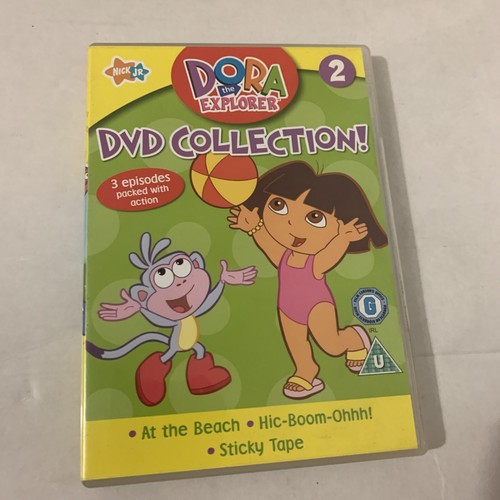 NICK JR
DORA
the
EXPLORER
2
DVD COLLECTION!
3 episodes
packed with
action
G
IRL
U
• At the Beach • Hic-Boom-Ohhh!
• Sticky Tape